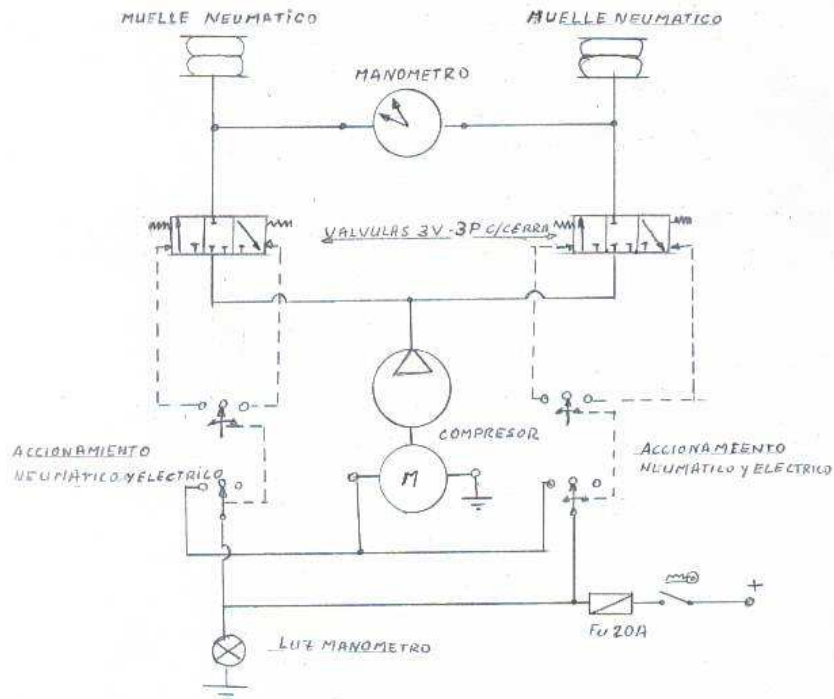 MUELLE NEUMATICO
MUELLE NEUMATICO
MANOMETRO
VALVULAS 3V-3P C/CERRA
COMPRESOR
ACCIONAMIENTO
NEUMATICO y ELECTRICO
M
ACCIONAMIENTO
NEUMATICO y ELECTRICO
+
FU 20A
LUZ MANOMETRO